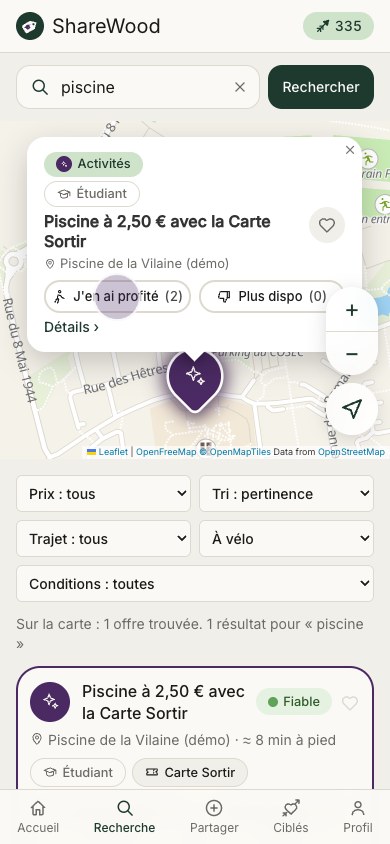 ShareWood
335
piscine
Rechercher
Activités
Étudiant
Piscine à 2,50 € avec la Carte
Sortir
Piscine de la Vilaine (démo)
J'en ai profité (2)
Plus dispo (0)
Détails ›
Rue du 8 Mai 1944
Rue des Hêtres
Parking du COSEC
Leaflet | OpenFreeMap © OpenMapTiles Data from OpenStreetMap
Prix : tous
Tri : pertinence
Trajet : tous
À vélo
Conditions : toutes
Sur la carte : 1 offre trouvée. 1 résultat pour « piscine
»
Piscine à 2,50 € avec
la Carte Sortir
Fiable
Piscine de la Vilaine (démo) · ≈ 8 min à pied
Étudiant
Carte Sortir
Accueil
Recherche
Partager
Ciblés
Profil